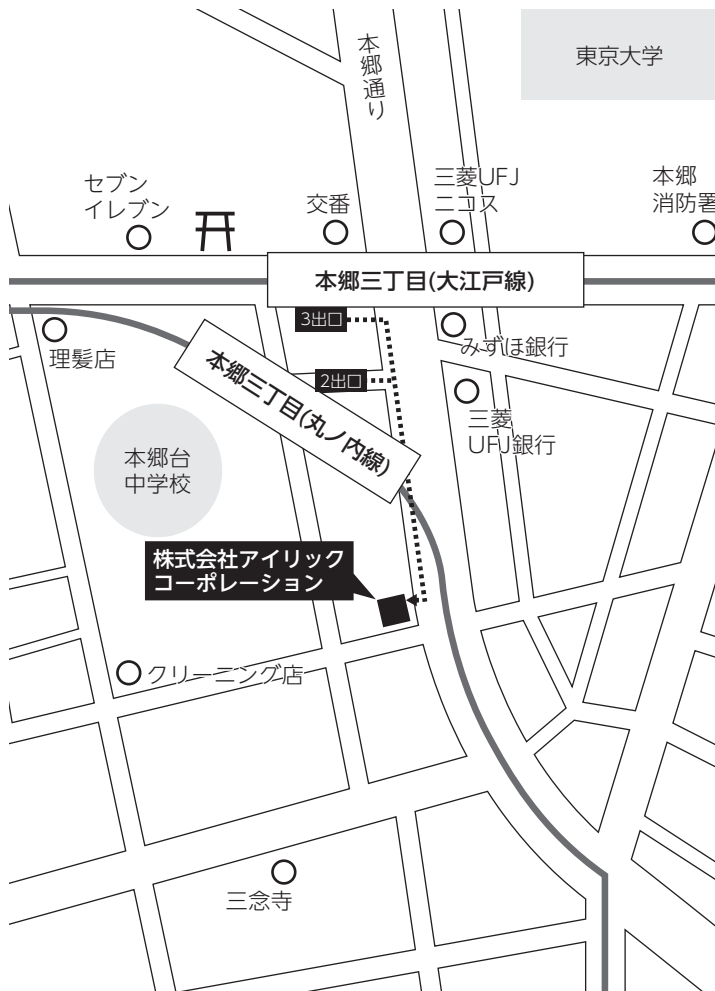 東京大学
本郷通り
セブン
イレブン
交番
三菱UFJ
ニコス
本郷
消防署
本郷三丁目(大江戸線)
3出口
理髪店
みずほ銀行
本郷三丁目(丸ノ内線)
2出口
三菱
UFJ銀行
本郷台
中学校
株式会社アイリック
コーポレーション
クリーニング店
三念寺